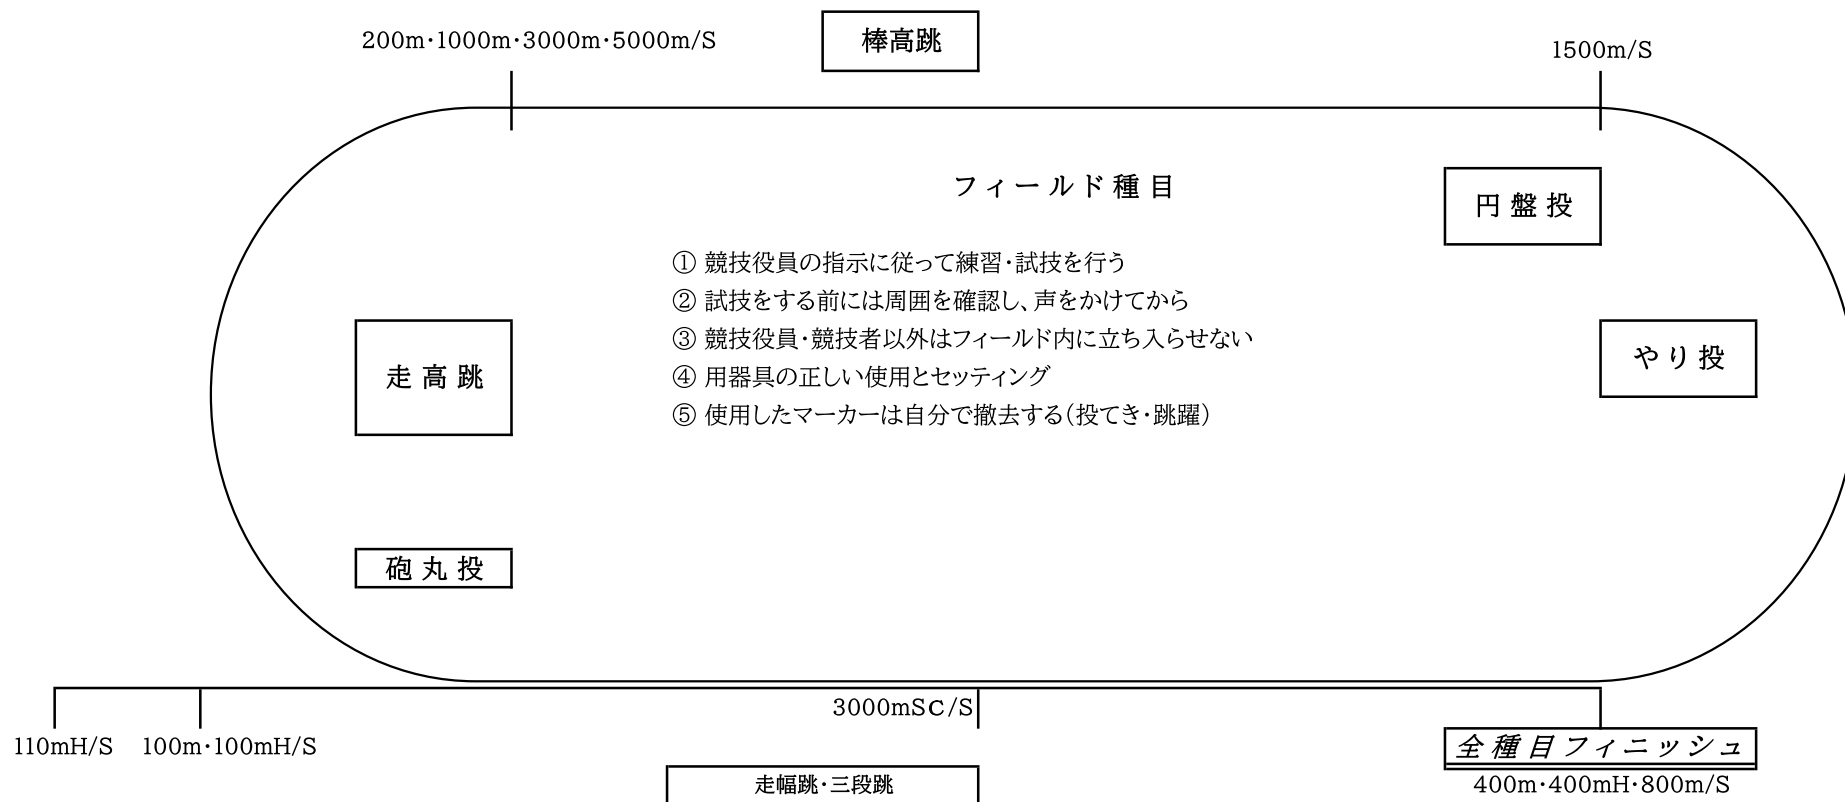 棒高跳
200m･1000m･3000m･5000m/S
1500m/S
フィールド種目
円盤投
① 競技役員の指示に従って練習･試技を行う
② 試技をする前には周囲を確認し、声をかけてから
③ 競技役員･競技者以外はフィールド内に立ち入らせない
④ 用器具の正しい使用とセッティング
⑤ 使用したマーカーは自分で撤去する（投てき･跳躍）
走高跳
やり投
砲丸投
3000mSC/S
110mH/S
100m･100mH/S
全種目フィニッシュ
400m･400mH･800m/S
走幅跳･三段跳